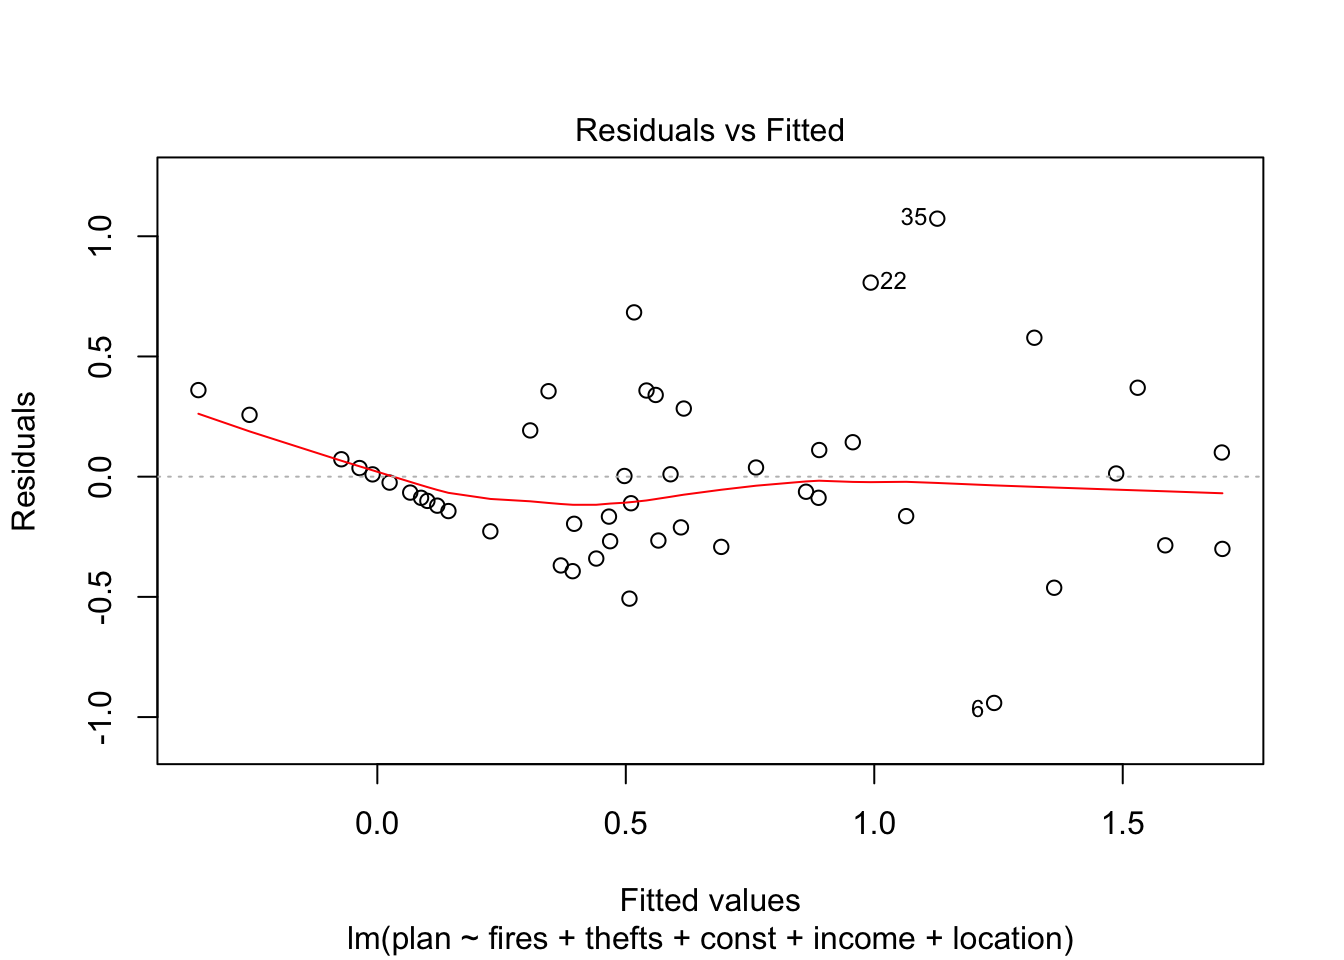 Residuals vs Fitted
Residuals
1.0
0.5
0.0
-0.5
-1.0
35
22
6
0.0 0.5 1.0 1.5
Fitted values
lm(plan ~ fires + thefts + const + income + location)